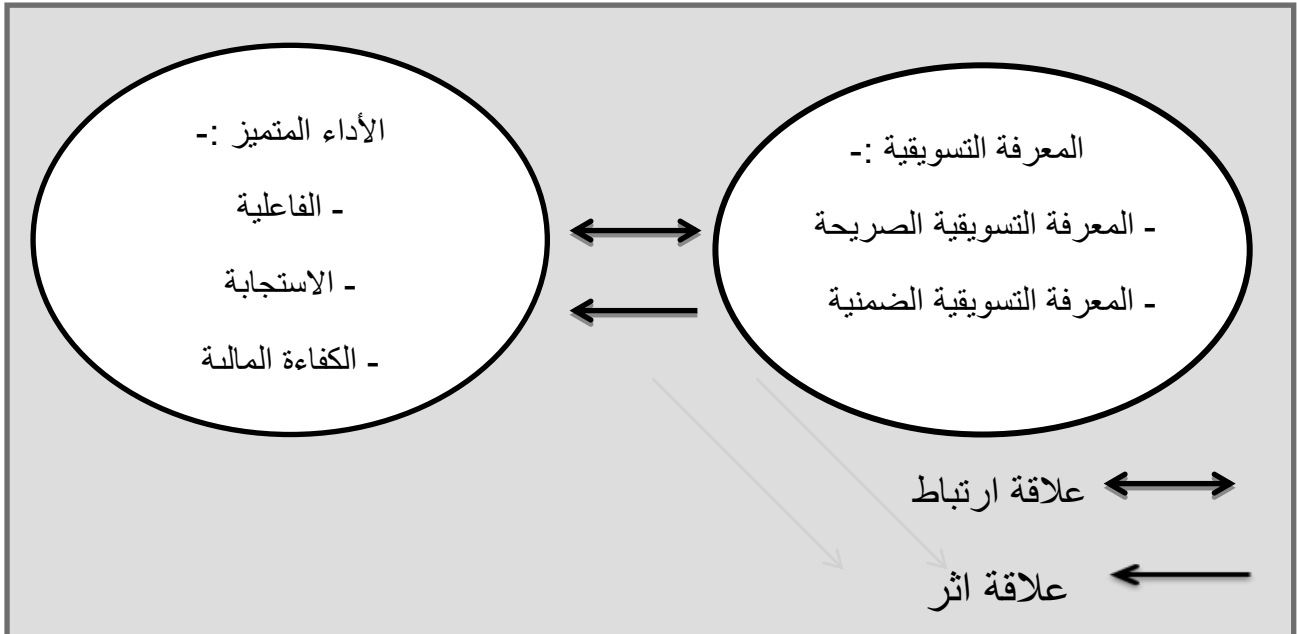 المعرفة التسويقية :-
- المعرفة التسويقية الصريحة
- المعرفة التسويقية الضمنية
الأداء المتميز :-
- الفاعلية
- الاستجابة
- الكفاءة المالية
علاقة ارتباط
علاقة اثر